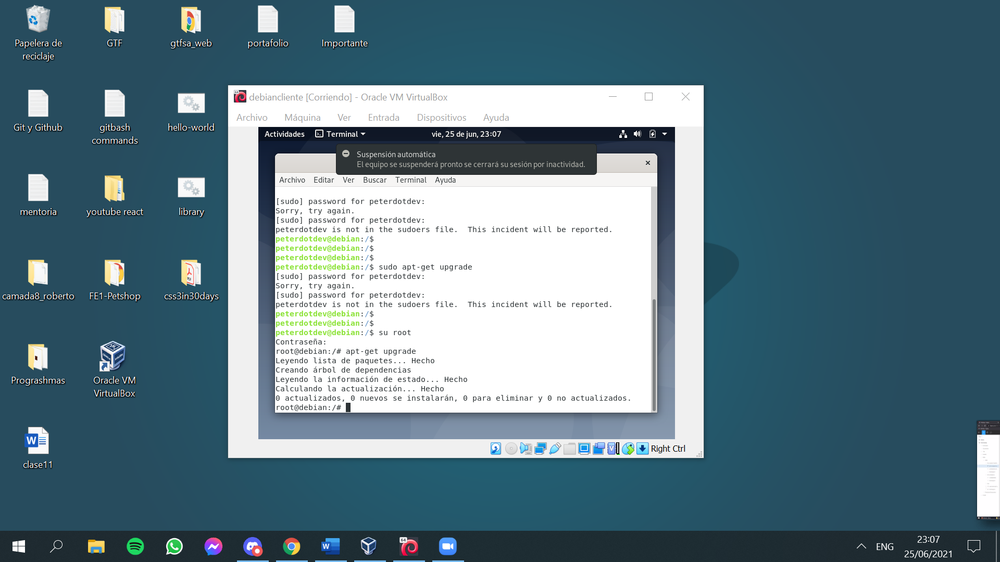 Papelera de
reciclaje
GTF
gtfsa_web
portafolio
Importante
Git y Github
gitbash
commands
hello-world
mentoria
youtube react
library
camada8_roberto
FE1-Petshop
css3in30days
Prograshmas
Oracle VM
VirtualBox
clase11
debiancliente [Corriendo] - Oracle VM VirtualBox
Archivo Máquina Ver Entrada Dispositivos Ayuda
Actividades Terminal vie, 25 de jun, 23:07
Suspensión automática
El equipo se suspenderá pronto se cerrará su sesión por inactividad.
Archivo Editar Ver Buscar Terminal Ayuda
[sudo] password for peterdotdev:
Sorry, try again.
[sudo] password for peterdotdev:
peterdotdev is not in the sudoers file.  This incident will be reported.
peterdotdev@debian:/$
peterdotdev@debian:/$
peterdotdev@debian:/$
peterdotdev@debian:/$ sudo apt-get upgrade
[sudo] password for peterdotdev:
Sorry, try again.
[sudo] password for peterdotdev:
peterdotdev is not in the sudoers file.  This incident will be reported.
peterdotdev@debian:/$
peterdotdev@debian:/$
peterdotdev@debian:/$ su root
Contraseña:
root@debian:/# apt-get upgrade
Leyendo lista de paquetes... Hecho
Creando árbol de dependencias
Leyendo la información de estado... Hecho
Calculando la actualización... Hecho
0 actualizados, 0 nuevos se instalarán, 0 para eliminar y 0 no actualizados.
root@debian:/#
Right Ctrl
ENG
23:07
25/06/2021